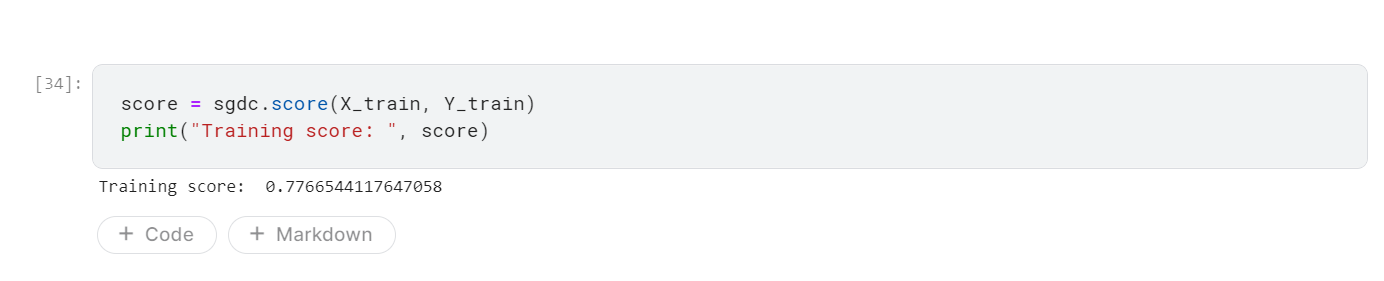 [34]:
score = sgdc.score(X_train, Y_train)
print("Training score: ", score)
Training score:  0.7766544117647058
+ Code + Markdown